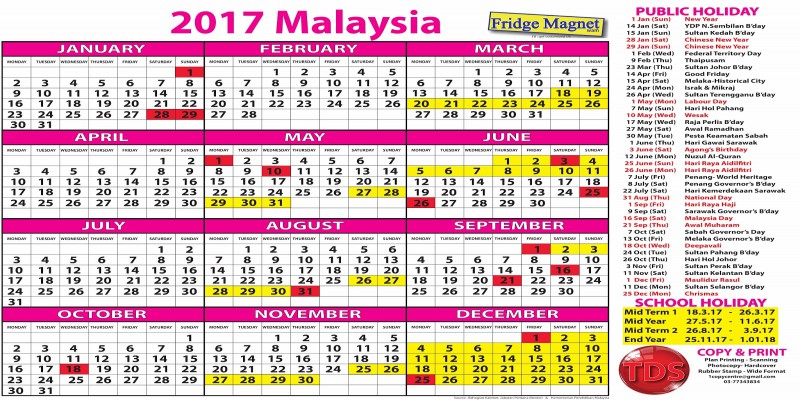 2017 Malaysia
Fridge Magnet
JANUARY
MONDAY TUESDAY WEDNESDAY THURSDAY FRIDAY SATURDAY SUNDAY
1
2 3 4 5 6 7 8
9 10 11 12 13 14 15
16 17 18 19 20 21 22
23 24 25 26 27 28 29
30 31
FEBRUARY
MONDAY TUESDAY WEDNESDAY THURSDAY FRIDAY SATURDAY SUNDAY
1 2 3 4 5
6 7 8 9 10 11 12
13 14 15 16 17 18 19
20 21 22 23 24 25 26
27 28
MARCH
MONDAY TUESDAY WEDNESDAY THURSDAY FRIDAY SATURDAY SUNDAY
1 2 3 4 5
6 7 8 9 10 11 12
13 14 15 16 17 18 19
20 21 22 23 24 25 26
27 28 29 30 31
APRIL
MONDAY TUESDAY WEDNESDAY THURSDAY FRIDAY SATURDAY SUNDAY
1 2
3 4 5 6 7 8 9
10 11 12 13 14 15 16
17 18 19 20 21 22 23
24 25 26 27 28 29 30
MAY
MONDAY TUESDAY WEDNESDAY THURSDAY FRIDAY SATURDAY SUNDAY
1 2 3 4 5 6 7
8 9 10 11 12 13 14
15 16 17 18 19 20 21
22 23 24 25 26 27 28
29 30 31
JUNE
MONDAY TUESDAY WEDNESDAY THURSDAY FRIDAY SATURDAY SUNDAY
1 2 3 4
5 6 7 8 9 10 11
12 13 14 15 16 17 18
19 20 21 22 23 24 25
26 27 28 29 30
JULY
MONDAY TUESDAY WEDNESDAY THURSDAY FRIDAY SATURDAY SUNDAY
1 2
3 4 5 6 7 8 9
10 11 12 13 14 15 16
17 18 19 20 21 22 23
24 25 26 27 28 29 30
31
AUGUST
MONDAY TUESDAY WEDNESDAY THURSDAY FRIDAY SATURDAY SUNDAY
1 2 3 4 5 6
7 8 9 10 11 12 13
14 15 16 17 18 19 20
21 22 23 24 25 26 27
28 29 30 31
SEPTEMBER
MONDAY TUESDAY WEDNESDAY THURSDAY FRIDAY SATURDAY SUNDAY
1 2 3
4 5 6 7 8 9 10
11 12 13 14 15 16 17
18 19 20 21 22 23 24
25 26 27 28 29 30
OCTOBER
MONDAY TUESDAY WEDNESDAY THURSDAY FRIDAY SATURDAY SUNDAY
1
2 3 4 5 6 7 8
9 10 11 12 13 14 15
16 17 18 19 20 21 22
23 24 25 26 27 28 29
30 31
NOVEMBER
MONDAY TUESDAY WEDNESDAY THURSDAY FRIDAY SATURDAY SUNDAY
1 2 3 4 5
6 7 8 9 10 11 12
13 14 15 16 17 18 19
20 21 22 23 24 25 26
27 28 29 30
DECEMBER
MONDAY TUESDAY WEDNESDAY THURSDAY FRIDAY SATURDAY SUNDAY
1 2 3
4 5 6 7 8 9 10
11 12 13 14 15 16 17
18 19 20 21 22 23 24
25 26 27 28 29 30 31
PUBLIC HOLIDAY
1 Jan (Sun) New Year
14 Jan (Sat) YDP N.Sembilan B'day
15 Jan (Sun) Sultan Kedah B'day
28 Jan (Sat) Chinese New Year
29 Jan (Sun) Chinese New Year
1 Feb (Wed) Federal Territory Day
9 Feb (Thu) Thaipusam
23 Mar (Thu) Sultan Johor B'day
14 Apr (Fri) Good Friday
15 Apr (Sat) Melaka-Historical City
24 Apr (Mon) Israk & Mikraj
26 Apr (Wed) Sultan Terengganu B'day
1 May (Mon) Labour Day
7 May (Sun) Hari Hol Pahang
10 May (Wed) Wesak
17 May (Wed) Raja Perlis B'day
27 May (Sat) Awal Ramadhan
30 May (Tue) Pesta Keamatan Sabah
1 June (Thu) Hari Gawai Sarawak
3 June (Sat) Agong's Birthday
12 June (Mon) Nuzul Al-Quran
25 June (Sun) Hari Raya Aidilfitri
26 June (Mon) Hari Raya Aidilfitri
7 July (Fri) Penang- World Heritage
8 July (Sat) Penang Governor's B'day
22 July (Sat) Hari Kemerdekaan Sarawak
31 Aug (Thu) National Day
1 Sep (Fri) Hari Raya Haji
9 Sep (Sat) Sarawak Governor's B'day
16 Sep (Sat) Malaysia Day
21 Sep (Thu) Awal Muharam
7 Oct (Sat) Sabah Governor's Day
13 Oct (Fri) Melaka Governor's B'day
18 Oct (Wed) Deepavali
24 Oct (Tue) Sultan Pahang B'day
26 Oct (Thu) Hari Hol Johor
3 Nov (Fri) Sultan Perak B'day
11 Nov (Sat) Sultan Kelantan B'day
1 Dec (Fri) Maulidur Rasul
11 Dec (Mon) Sultan Selangor B'day
25 Dec (Mon) Chrismas
SCHOOL HOLIDAY
Mid Term 1 18.3.17 - 26.3.17
Mid Year 27.5.17 - 11.6.17
Mid Term 2 26.8.17 - 3.9.17
End Year 25.11.17 - 1.01.18
TDS
COPY & PRINT
Plan Printing - Scanning
Photocopy- Hardcover
Rubber Stamp - Wide Format
1copycentre@gmail.com
03-77343834